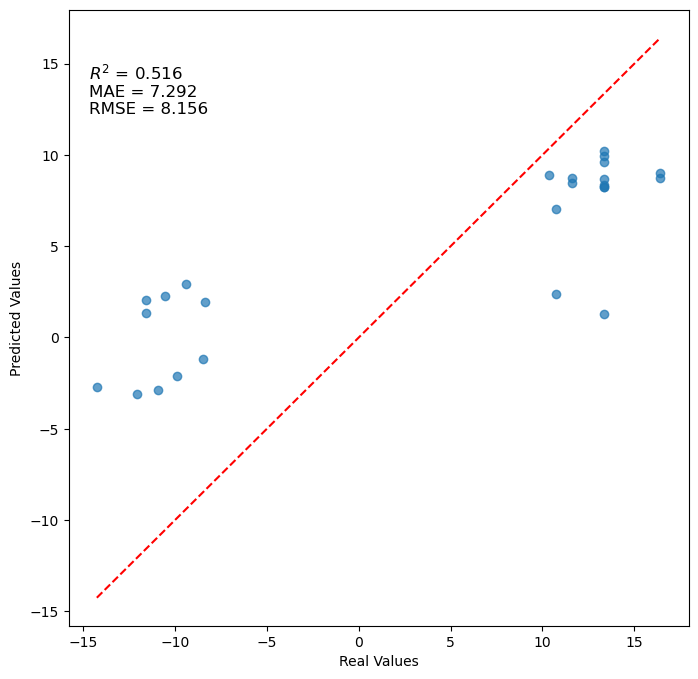 R² = 0.516
MAE = 7.292
RMSE = 8.156
15
10
5
0
−5
−10
−15
Predicted Values
−15 −10 −5 0 5 10 15
Real Values